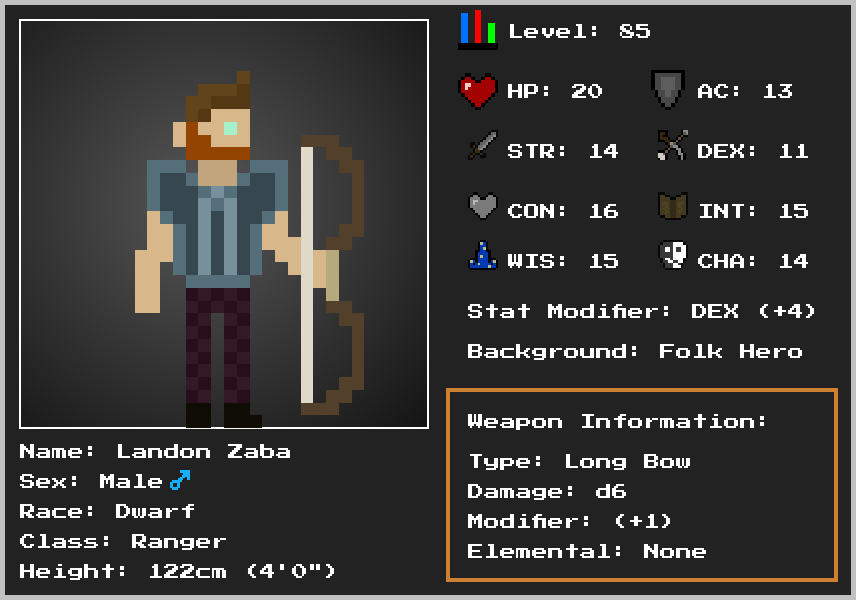 Level: 85
HP: 20
AC: 13
STR: 14
DEX: 11
CON: 16
INT: 15
WIS: 15
CHA: 14
Stat Modifier: DEX (+4)
Background: Folk Hero
Weapon Information:
Type: Long Bow
Damage: d6
Modifier: (+1)
Elemental: None
Name: Landon Zaba
Sex: Male♂
Race: Dwarf
Class: Ranger
Height: 122cm (4'0")